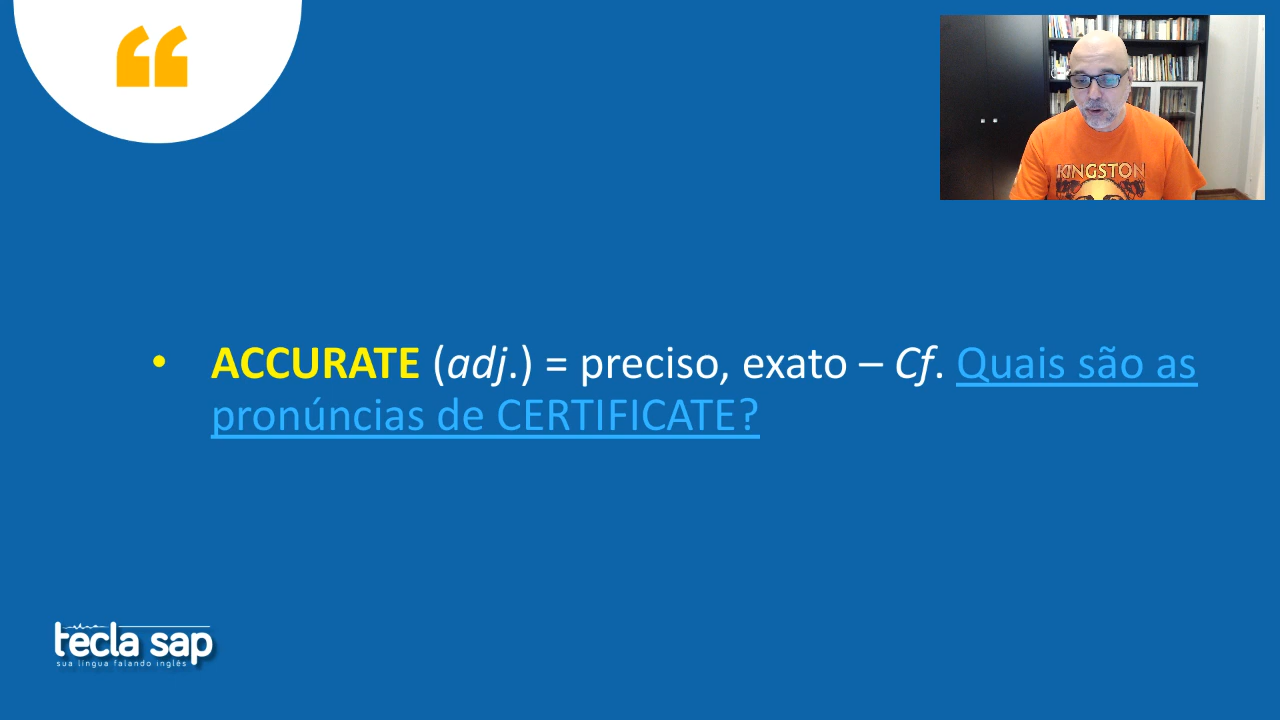 “
KINGSTON
• ACCURATE (adj.) = preciso, exato – Cf. Quais são as
pronúncias de CERTIFICATE?
tecla sap
sua língua falando inglês